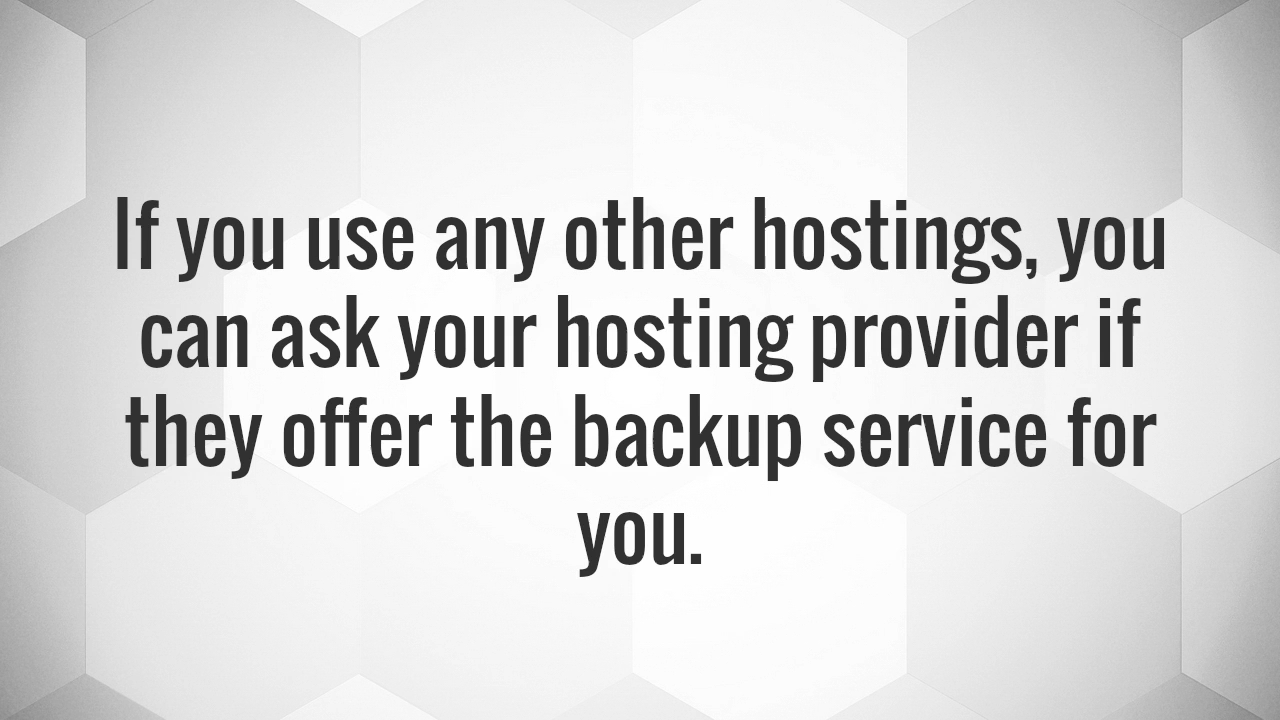 If you use any other hostings, you
can ask your hosting provider if
they offer the backup service for
you.